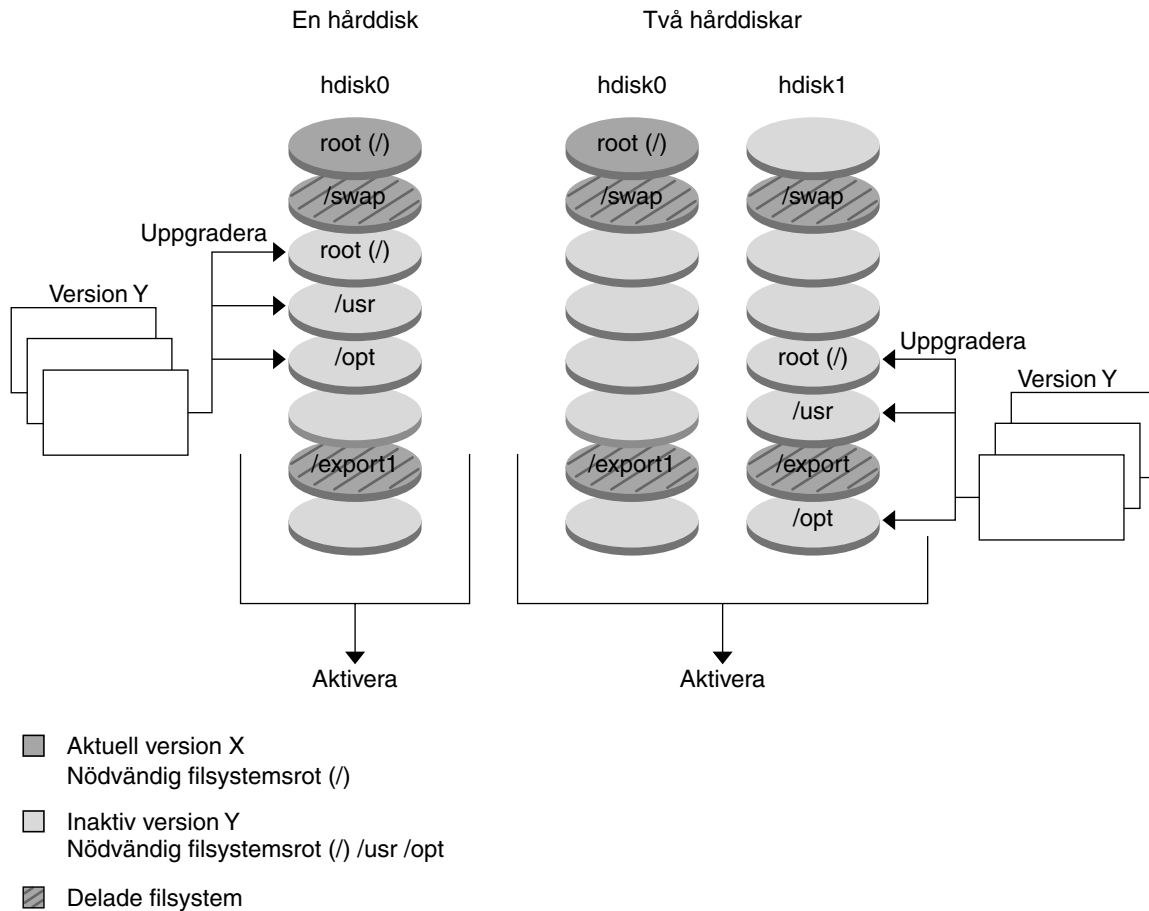 En hårddisk
Två hårddiskar
hdisk0
hdisk0
hdisk1
root (/)
root (/)
/swap
/swap
/swap
Uppgradera
root (/)
Version Y
/usr
/opt
root (/)
Uppgradera
Version Y
/usr
/export1
/export1
/export
/opt
Aktivera
Aktivera
Aktuell version X
Nödvändig filsystemsrot (/)
Inaktiv version Y
Nödvändig filsystemsrot (/) /usr /opt
Delade filsystem